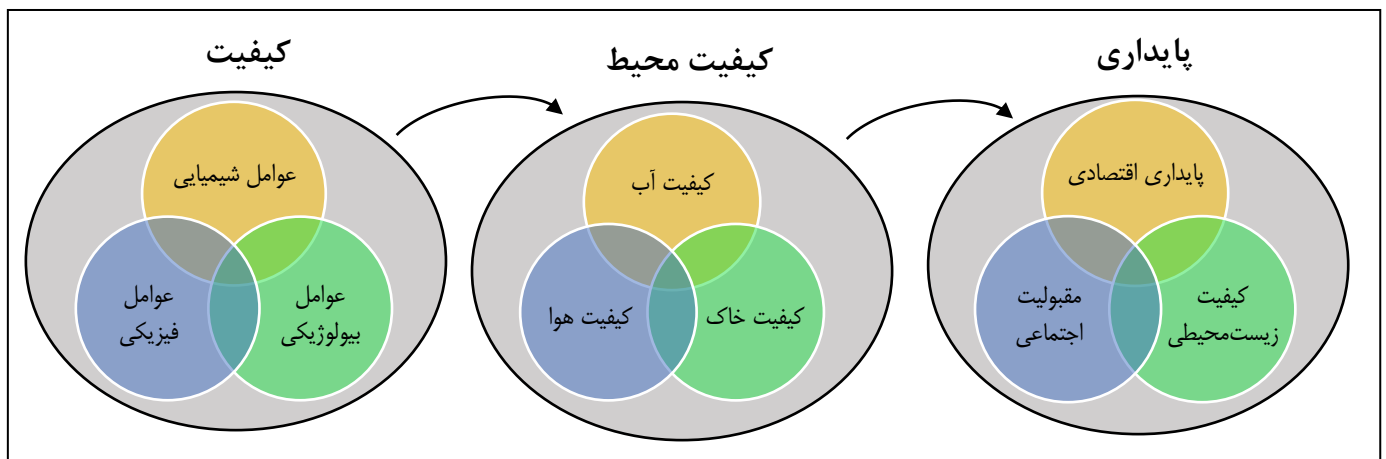 کیفیت
عوامل شیمیایی
عوامل
فیزیکی
عوامل
بیولوژیکی
کیفیت محیط
کیفیت آب
کیفیت هوا
کیفیت خاک
پایداری
پایداری اقتصادی
مقبولیت
اجتماعی
کیفیت
زیست‌محیطی